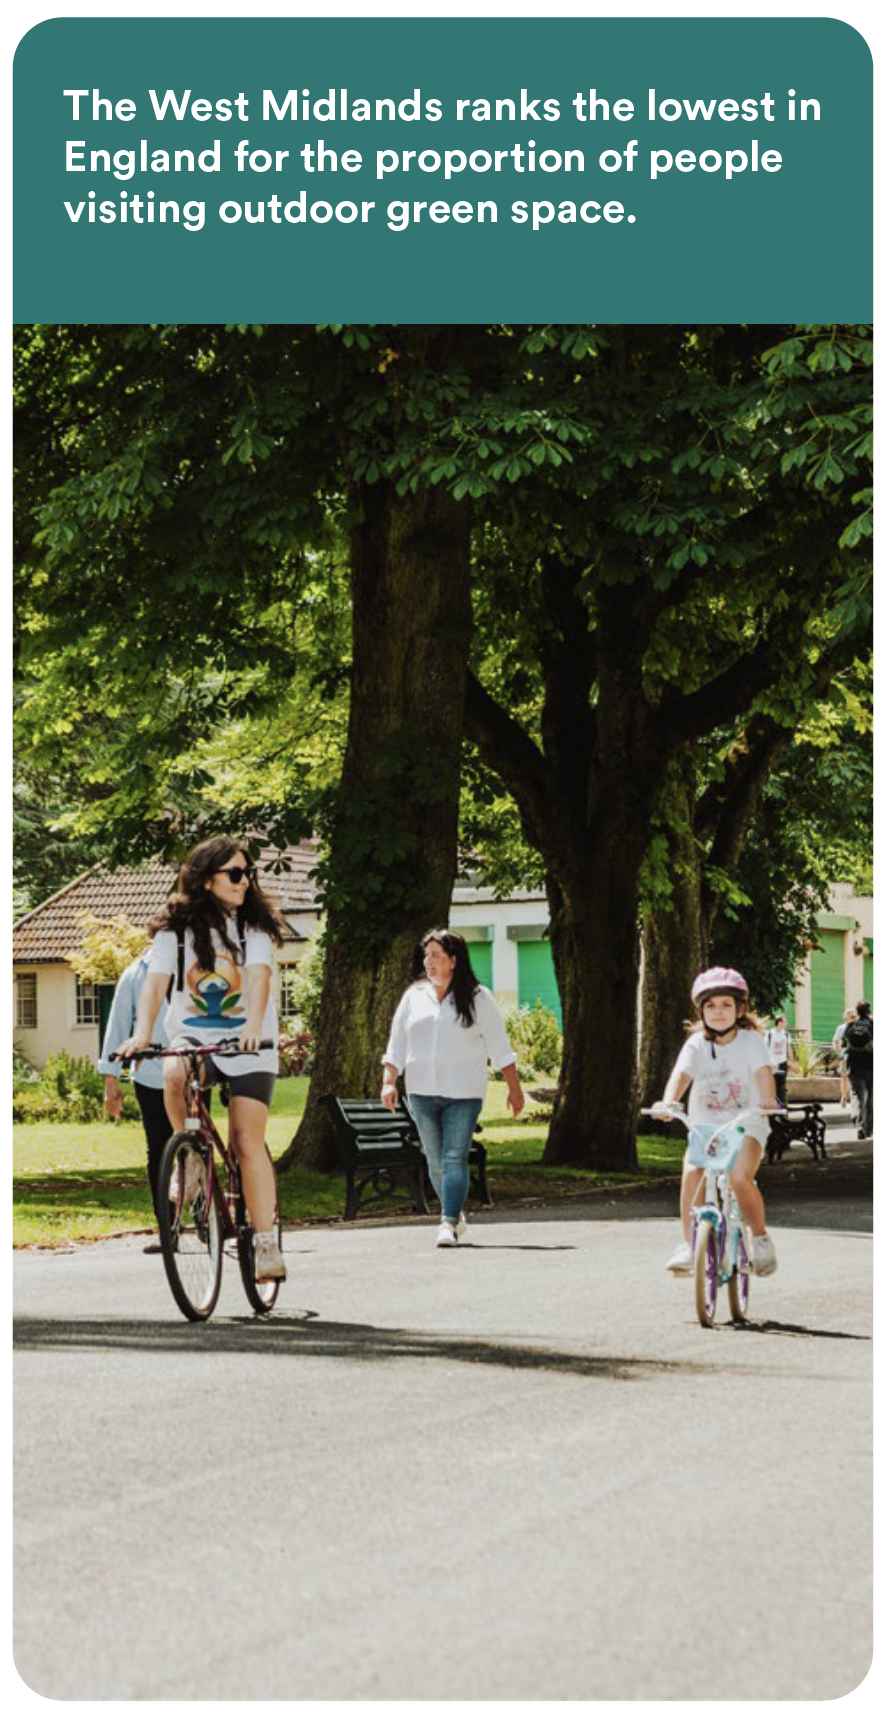 The West Midlands ranks the lowest in
England for the proportion of people
visiting outdoor green space.